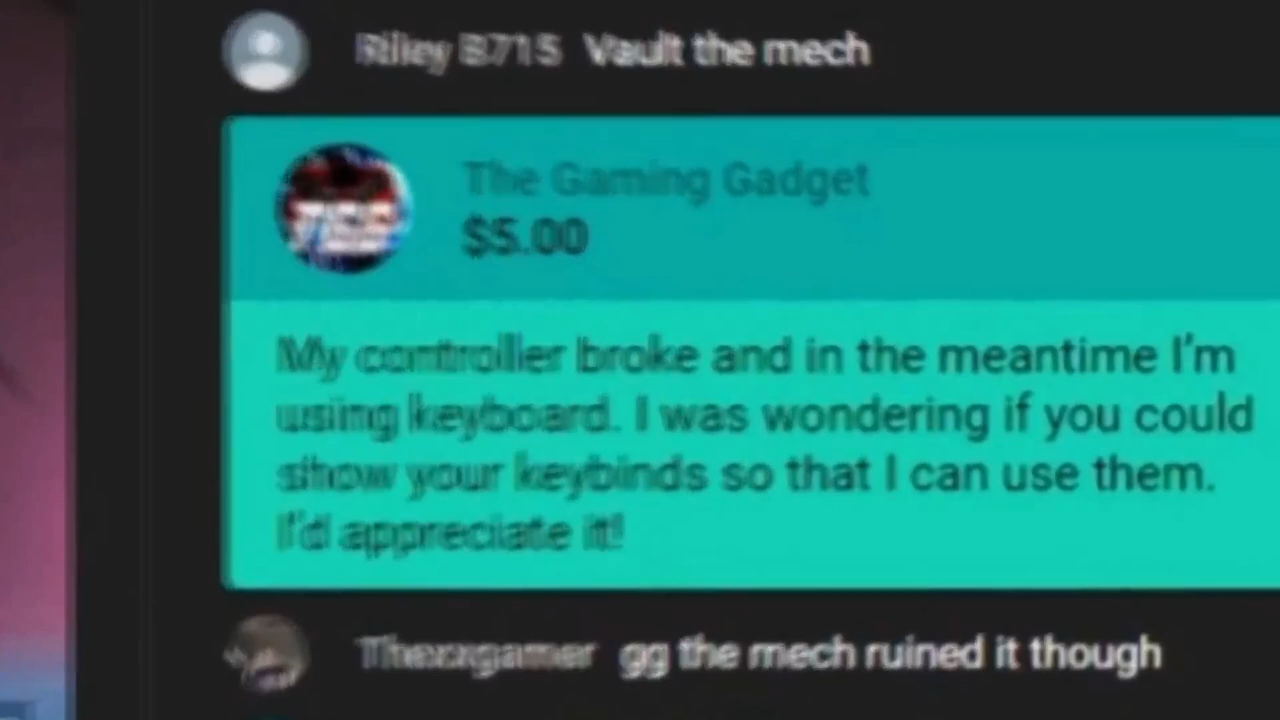 Riley B715 Vault the mech
The Gaming Gadget
$5.00
My controller broke and in the meantime I'm
using keyboard. I was wondering if you could
show your keybinds so that I can use them.
I'd appreciate it!
Thexxgamer gg the mech ruined it though